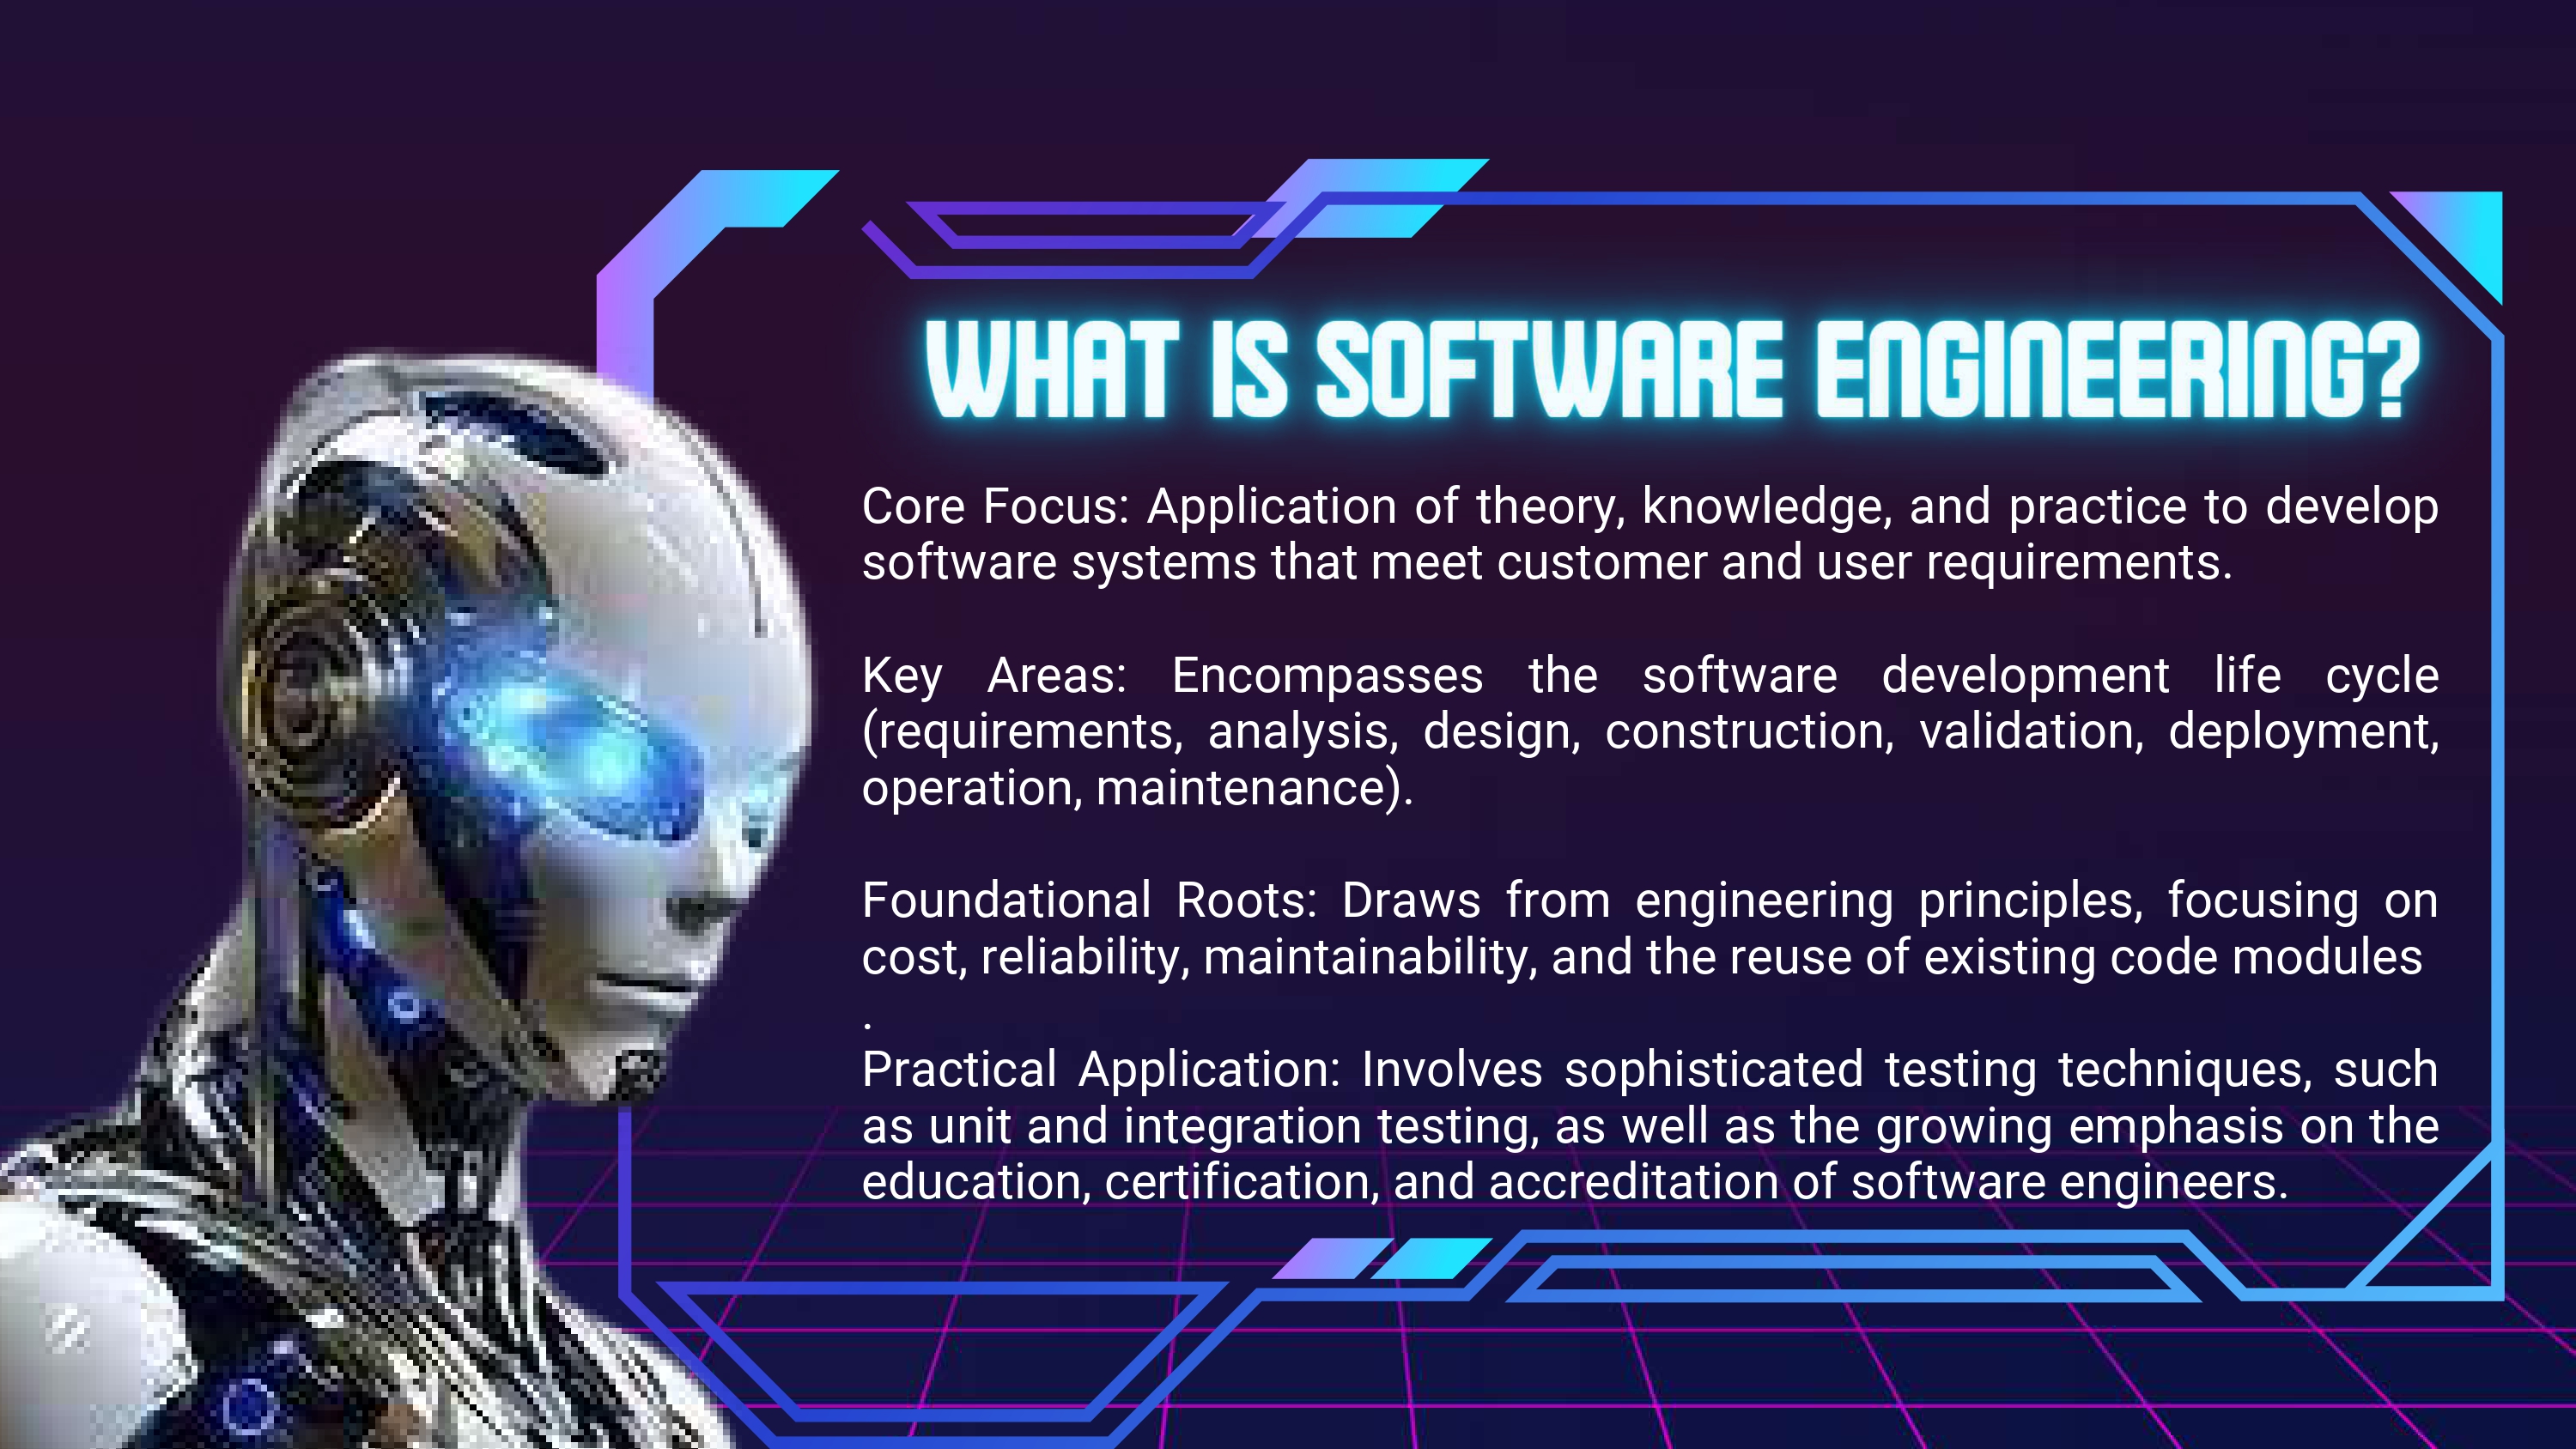 WHAT IS SOFTWARE ENGINEERING?
Core Focus: Application of theory, knowledge, and practice to develop
software systems that meet customer and user requirements.
Key Areas: Encompasses the software development life cycle
(requirements, analysis, design, construction, validation, deployment,
operation, maintenance).
Foundational Roots: Draws from engineering principles, focusing on
cost, reliability, maintainability, and the reuse of existing code modules
.
Practical Application: Involves sophisticated testing techniques, such
as unit and integration testing, as well as the growing emphasis on the
education, certification, and accreditation of software engineers.